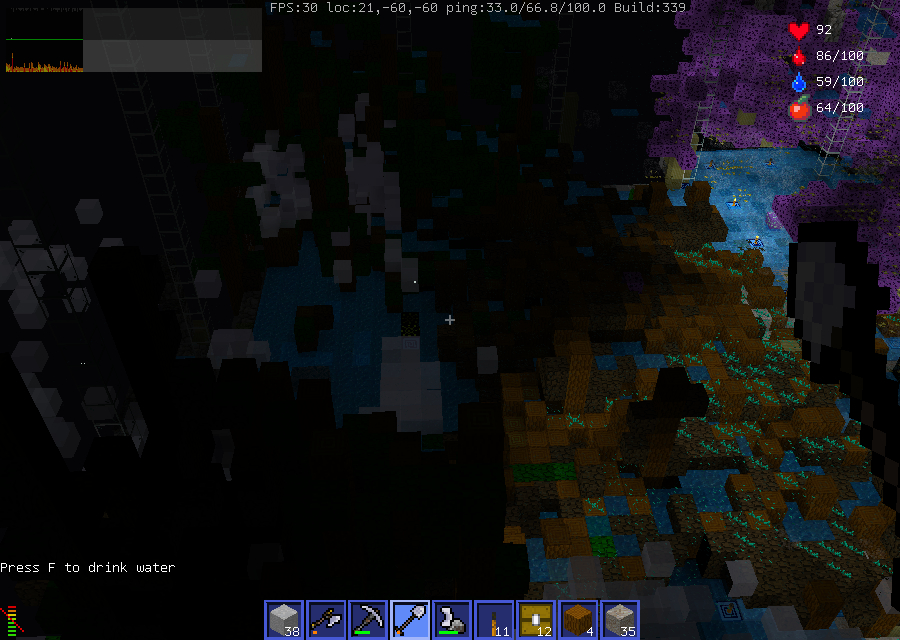 FPS:30 loc:21,-60,-60 ping:33.0/66.8/100.0 Build:339
92
86/100
59/100
64/100
Press F to drink water
38 11 12 4 35